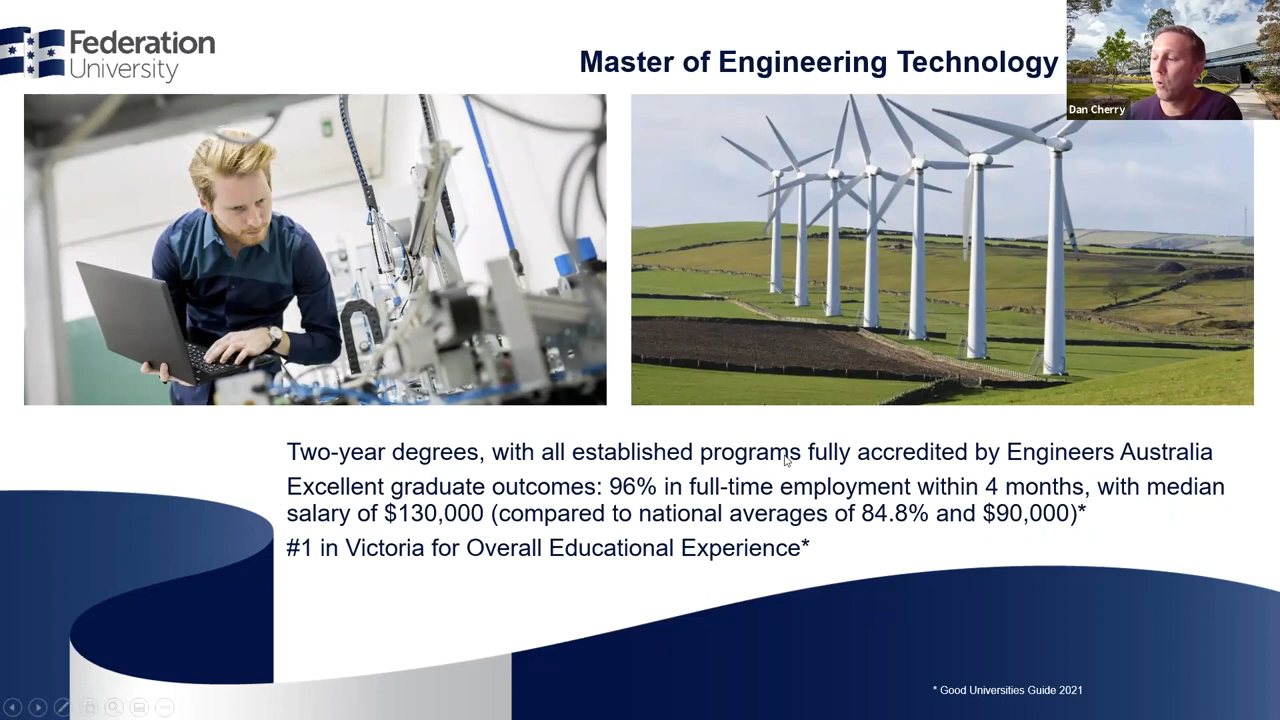 Federation
University
Master of Engineering Technology
Dan Cherry
Two-year degrees, with all established programs fully accredited by Engineers Australia
Excellent graduate outcomes: 96% in full-time employment within 4 months, with median
salary of $130,000 (compared to national averages of 84.8% and $90,000)*
#1 in Victoria for Overall Educational Experience*
* Good Universities Guide 2021